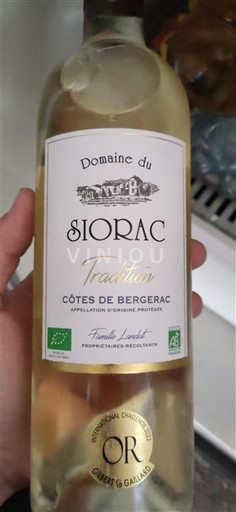 Domaine du
SIORAC
VINIOU
Tradition
CÔTES DE BERGERAC
APPELLATION D'ORIGINE PROTÉGÉE
Famille Landat
PROPRIÉTAIRES-RÉCOLTANTS
AB
INTERNATIONAL CHALLENGE 2022
OR
GILBERT & GAILLARD